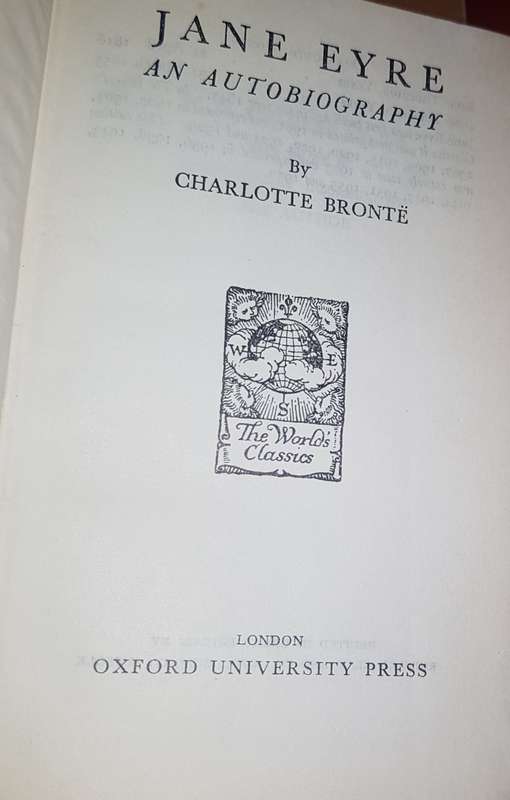 JANE EYRE
AN AUTOBIOGRAPHY
By
CHARLOTTE BRONTË
W
E
S
The World's
Classics
LONDON
OXFORD UNIVERSITY PRESS